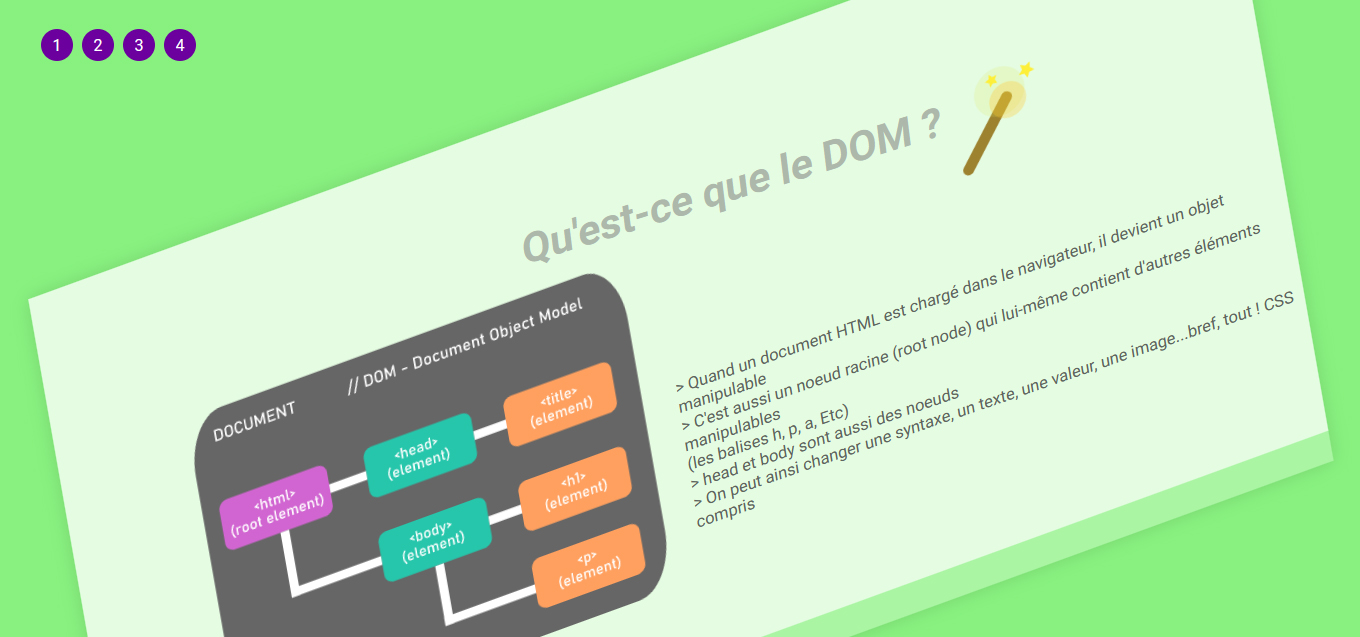 1 2 3 4
Qu'est-ce que le DOM ?
DOCUMENT
// DOM - Document Object Model
<html>
(root element)
<head>
(element)
<title>
(element)
<body>
(element)
<h1>
(element)
<p>
(element)
> Quand un document HTML est chargé dans le navigateur, il devient un objet
manipulable
> C'est aussi un noeud racine (root node) qui lui-même contient d'autres éléments
manipulables
(les balises h, p, a, Etc)
> head et body sont aussi des noeuds
> On peut ainsi changer une syntaxe, un texte, une valeur, une image...bref, tout ! CSS
compris